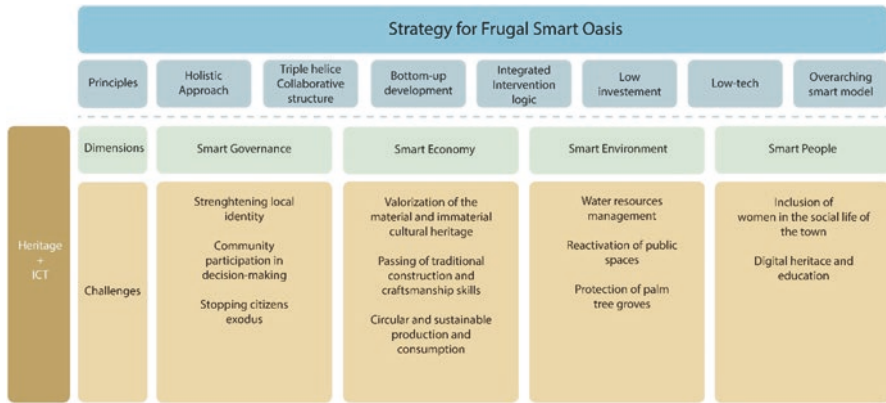 Strategy for Frugal Smart Oasis
Principles
Holistic
Approach
Triple helice
Collaborative
structure
Bottom-up
development
Integrated
Intervention
logic
Low
investement
Low-tech
Overarching
smart model
Heritage
+
ICT
Dimensions
Smart Governance
Smart Economy
Smart Environment
Smart People
Challenges
Strenghtening local
identity
Community
participation in
decision-making
Stopping citizens
exodus
Valorization of the
material and immaterial
cultural heritage
Passing of traditional
construction and
craftsmanship skills
Circular and sustainable
production and
consumption
Water resources
management
Reactivation of public
spaces
Protection of palm
tree groves
Inclusion of
women in the social life of
the town
Digital heritace and
education